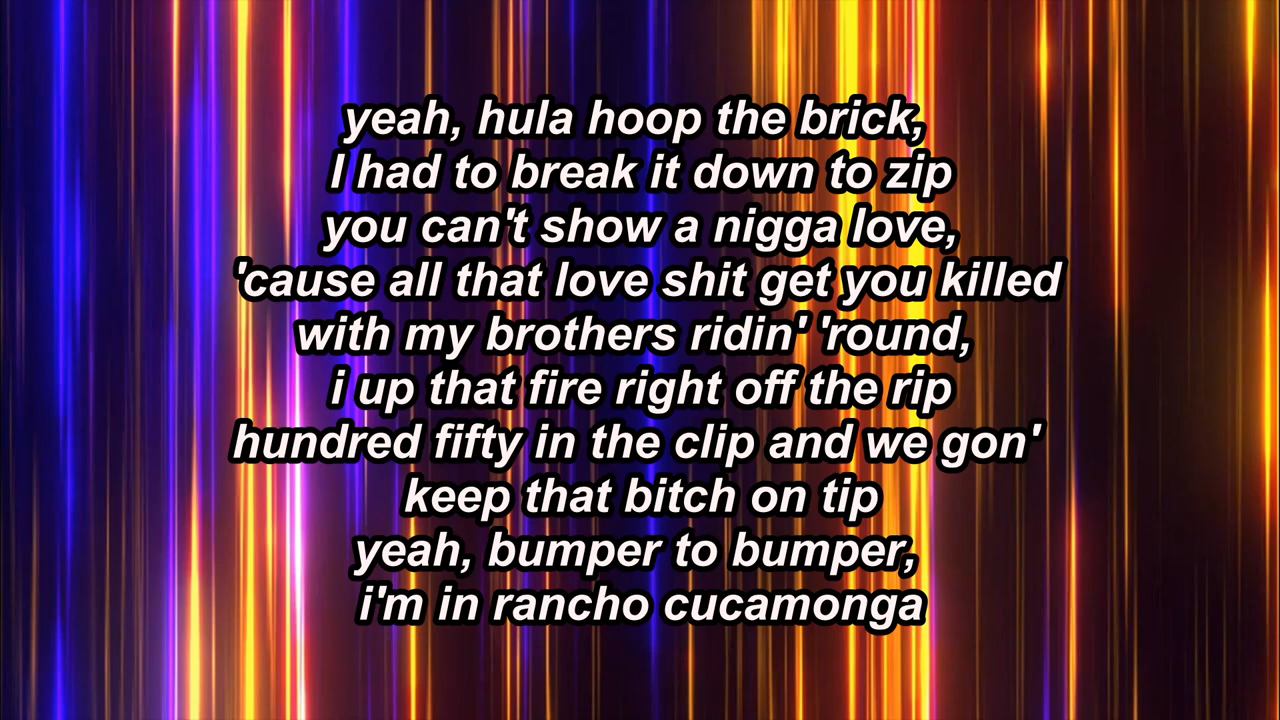 yeah, hula hoop the brick,
I had to break it down to zip
you can't show a nigga love,
'cause all that love shit get you killed
with my brothers ridin' 'round,
i up that fire right off the rip
hundred fifty in the clip and we gon'
keep that bitch on tip
yeah, bumper to bumper,
i'm in rancho cucamonga